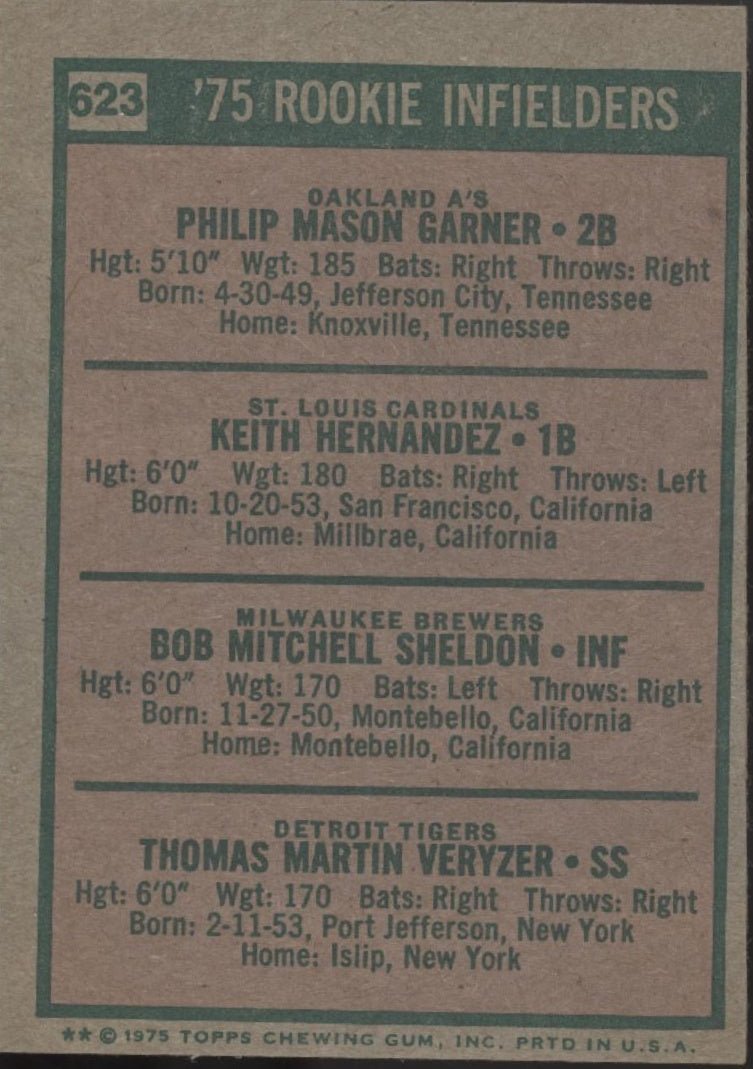 623 '75 ROOKIE INFIELDERS
OAKLAND A'S
PHILIP MASON GARNER • 2B
Hgt: 5'10" Wgt: 185 Bats: Right Throws: Right
Born: 4-30-49, Jefferson City, Tennessee
Home: Knoxville, Tennessee
ST. LOUIS CARDINALS
KEITH HERNANDEZ • 1B
Hgt: 6'0" Wgt: 180 Bats: Right Throws: Left
Born: 10-20-53, San Francisco, California
Home: Millbrae, California
MILWAUKEE BREWERS
BOB MITCHELL SHELDON • INF
Hgt: 6'0" Wgt: 170 Bats: Left Throws: Right
Born: 11-27-50, Montebello, California
Home: Montebello, California
DETROIT TIGERS
THOMAS MARTIN VERYZER • SS
Hgt: 6'0" Wgt: 170 Bats: Right Throws: Right
Born: 2-11-53, Port Jefferson, New York
Home: Islip, New York
** © 1975 TOPPS CHEWING GUM, INC. PRTD IN U.S.A.